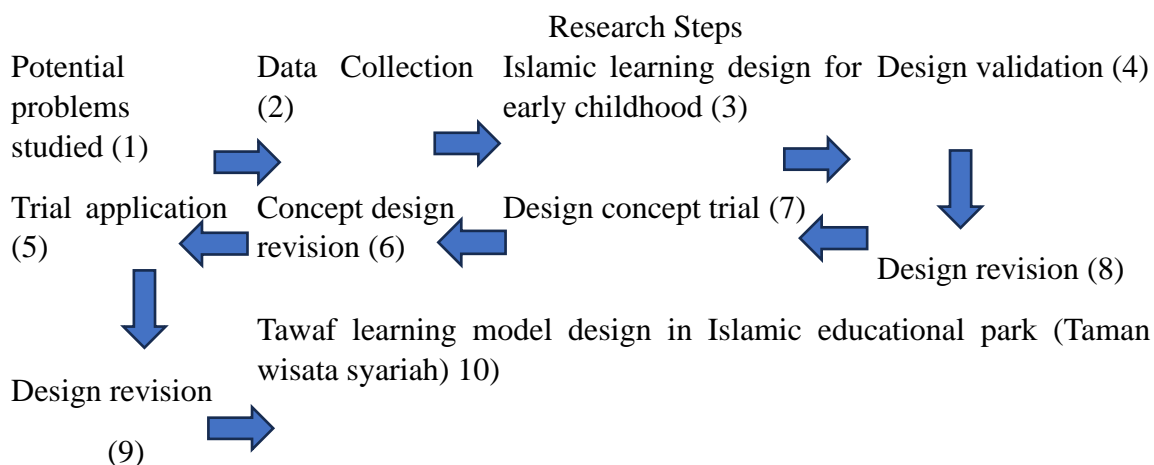 Research Steps
Potential
problems
studied (1)
Data Collection
(2)
Islamic learning design for
early childhood (3)
Design validation (4)
Trial application
(5)
Concept design
revision (6)
Design concept trial (7)
Design revision (8)
Tawaf learning model design in Islamic educational park (Taman
wisata syariah) 10)
Design revision
(9)